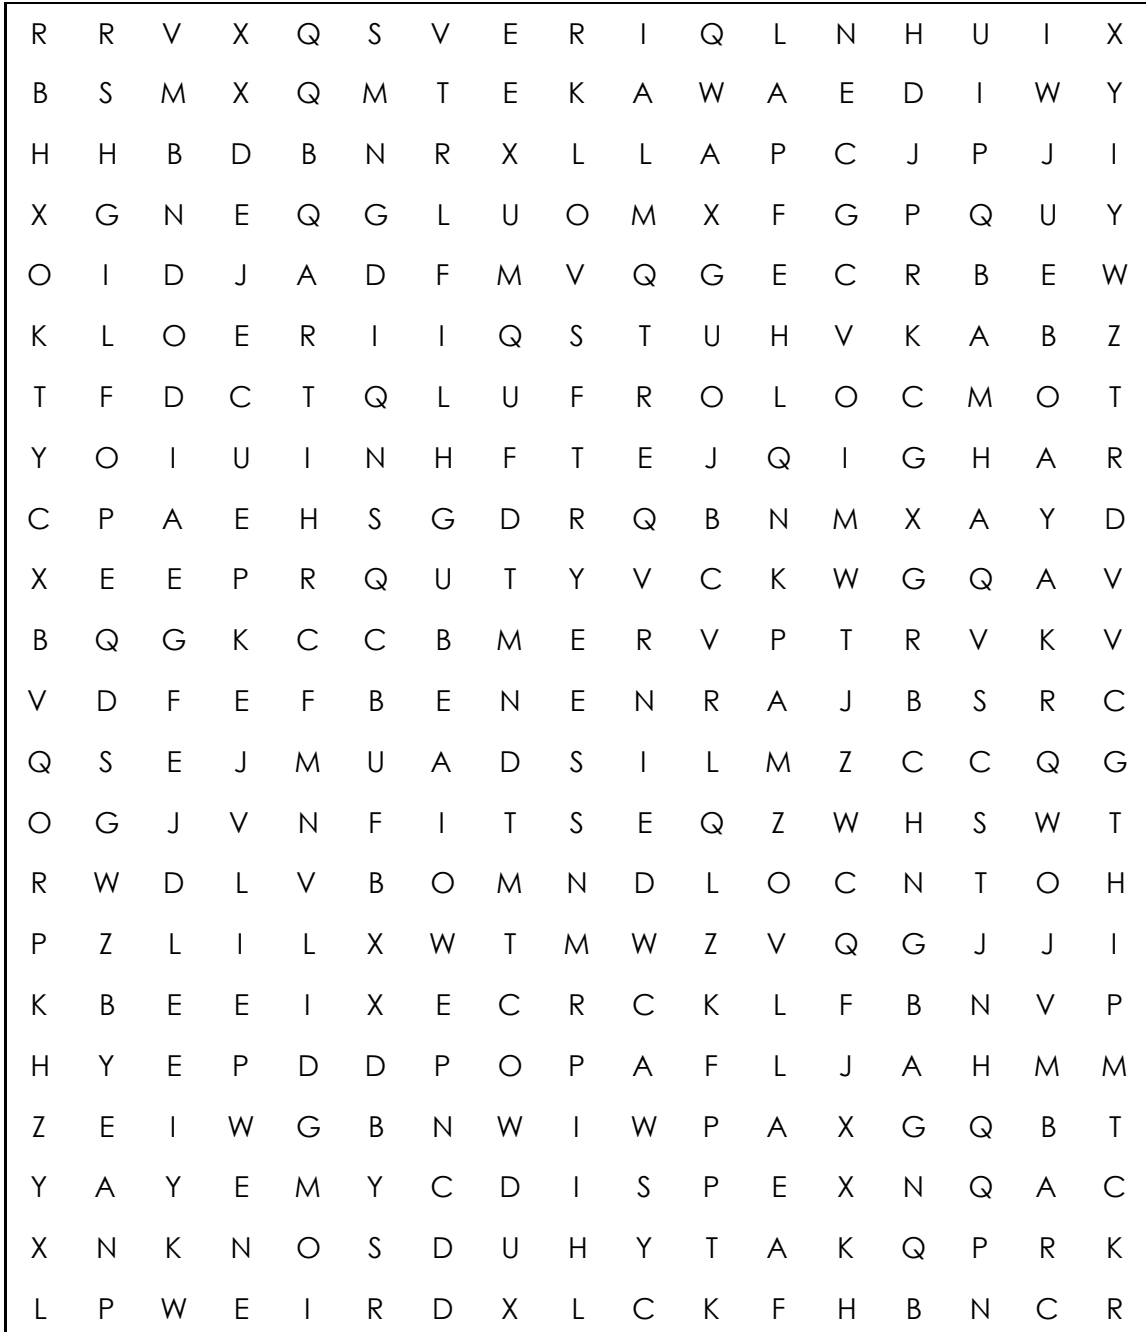 R R V X Q S V E R I Q L N H U I X
B S M X Q M T E K A W A E D I W Y
H H B D B N R X L L A P C J P J I
X G N E Q G L U O M X F G P Q U Y
O I D J A D F M V Q G E C R B E W
K L O E R I I Q S T U H V K A B Z
T F D C T Q L U F R O L O C M O T
Y O I U I N H F T E J Q I G H A R
C P A E H S G D R Q B N M X A Y D
X E E P R Q U T Y V C K W G Q A V
B Q G K C C B M E R V P T R V K V
V D F E F B E N E N R A J B S R C
Q S E J M U A D S I L M Z C C Q G
O G J V N F I T S E Q Z W H S W T
R W D L V B O M N D L O C N T O H
P Z L I L X W T M W Z V Q G J J I
K B E E I X E C R C K L F B N V P
H Y E P D D P O P A F L J A H M M
Z E I W G B N W I W P A X G Q B T
Y A Y E M Y C D I S P E X N Q A C
X N K N O S D U H Y T A K Q P R K
L P W E I R D X L C K F H B N C R